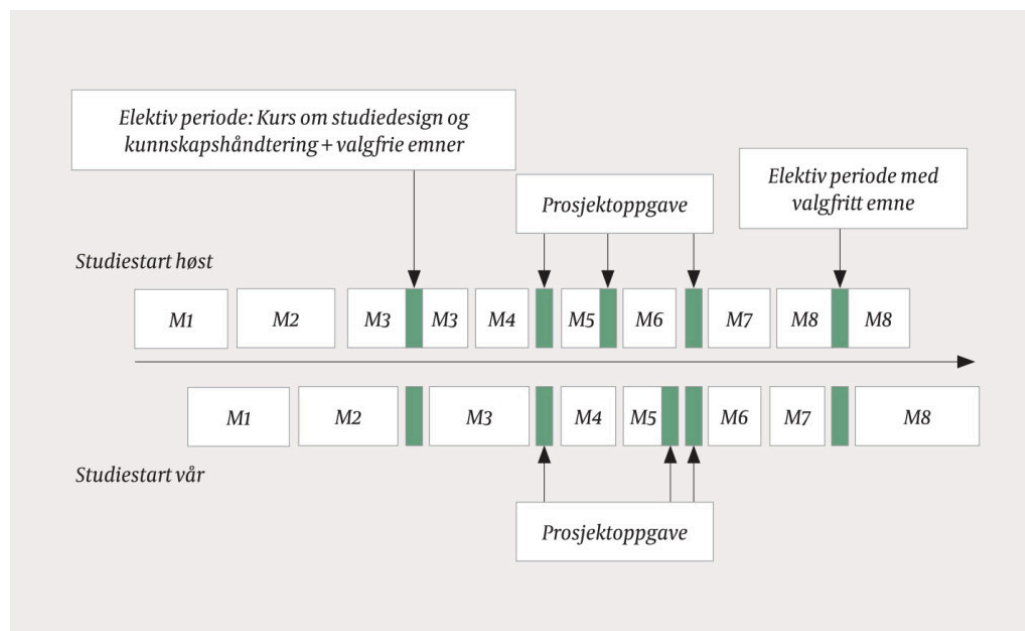 Elektiv periode: Kurs om studiedesign og
kunnskapshåndtering + valgfrie emner
Prosjektoppgave
Elektiv periode med
valgfritt emne
Studiestart høst
M1 M2 M3 M3 M4 M5 M6 M7 M8 M8
M1 M2 M3 M4 M5 M6 M7 M8
Studiestart vår
Prosjektoppgave